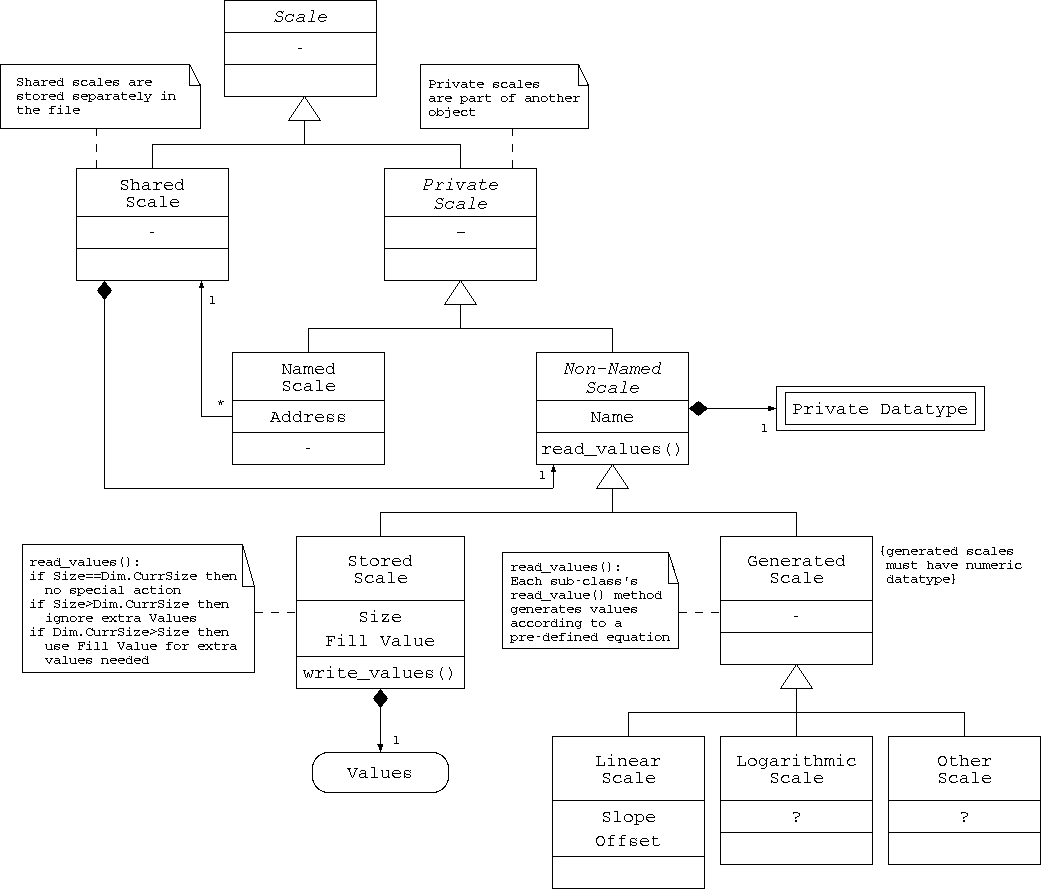 Scale
-
Shared scales are
stored separately in
the file
Private scales
are part of another
object
Shared
Scale
-
Private
Scale
-
1
Named
Scale
*
Address
-
Non-Named
Scale
Name
read_values()
1
Private Datatype
1
read_values():
if Size==Dim.CurrSize then
no special action
if Size>Dim.CurrSize then
ignore extra Values
if Dim.CurrSize>Size then
use Fill Value for extra
values needed
Stored
Scale
Size
Fill Value
write_values()
1
Values
read_values():
Each sub-class's
read_value() method
generates values
according to a
pre-defined equation
Generated
Scale
-
{generated scales
must have numeric
datatype}
Linear
Scale
Slope
Offset
Logarithmic
Scale
?
Other
Scale
?